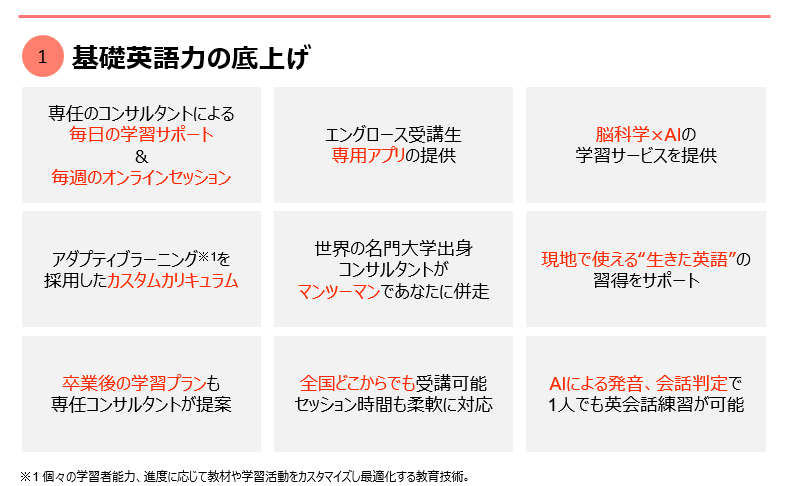 1 基礎英語力の底上げ
専任のコンサルタントによる
毎日の学習サポート
&
毎週のオンラインセッション
エングロース受講生
専用アプリの提供
脳科学×AIの
学習サービスを提供
アダプティブラーニング※1を
採用したカスタムカリキュラム
世界の名門大学出身
コンサルタントが
マンツーマンであなたに併走
現地で使える“生きた英語”の
習得をサポート
卒業後の学習プランも
専任コンサルタントが提案
全国どこからでも受講可能
セッション時間も柔軟に対応
AIによる発音、会話判定で
1人でも英会話練習が可能
※1 個々の学習者能力、進度に応じて教材や学習活動をカスタマイズし最適化する教育技術。